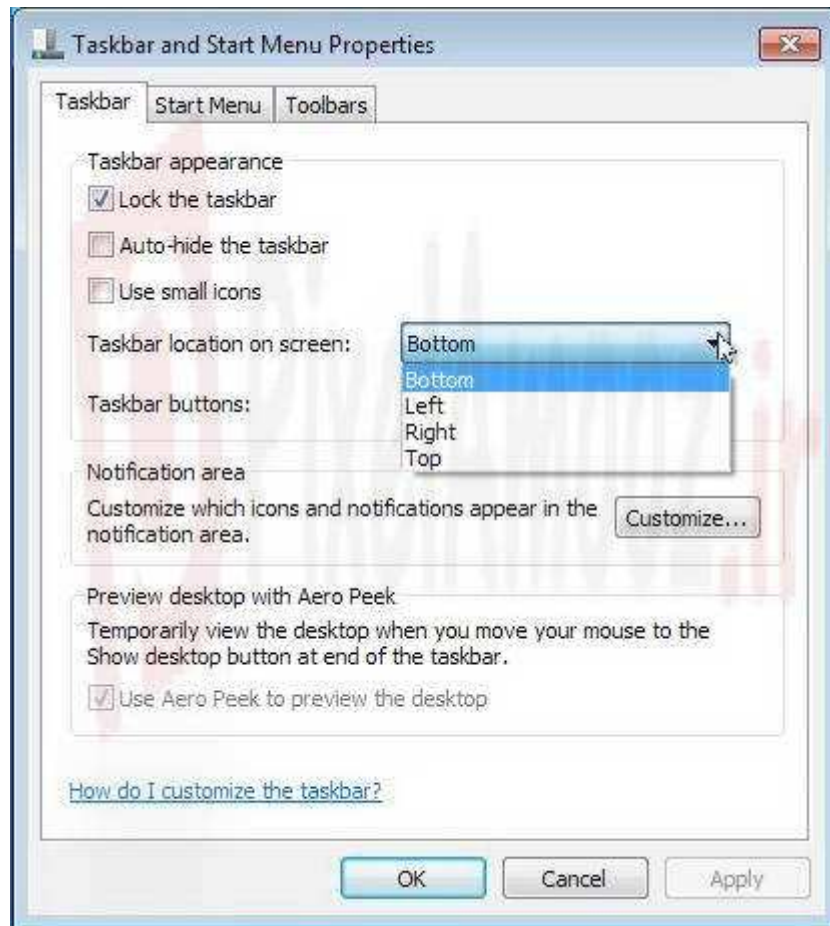 Taskbar and Start Menu Properties
Taskbar
Start Menu
Toolbars
Taskbar appearance
Lock the taskbar
Auto-hide the taskbar
Use small icons
Taskbar location on screen:
Bottom
Bottom
Left
Right
Top
Taskbar buttons:
Notification area
Customize which icons and notifications appear in the
notification area.
Customize...
Preview desktop with Aero Peek
Temporarily view the desktop when you move your mouse to the
Show desktop button at end of the taskbar.
Use Aero Peek to preview the desktop
How do I customize the taskbar?
OK
Cancel
Apply